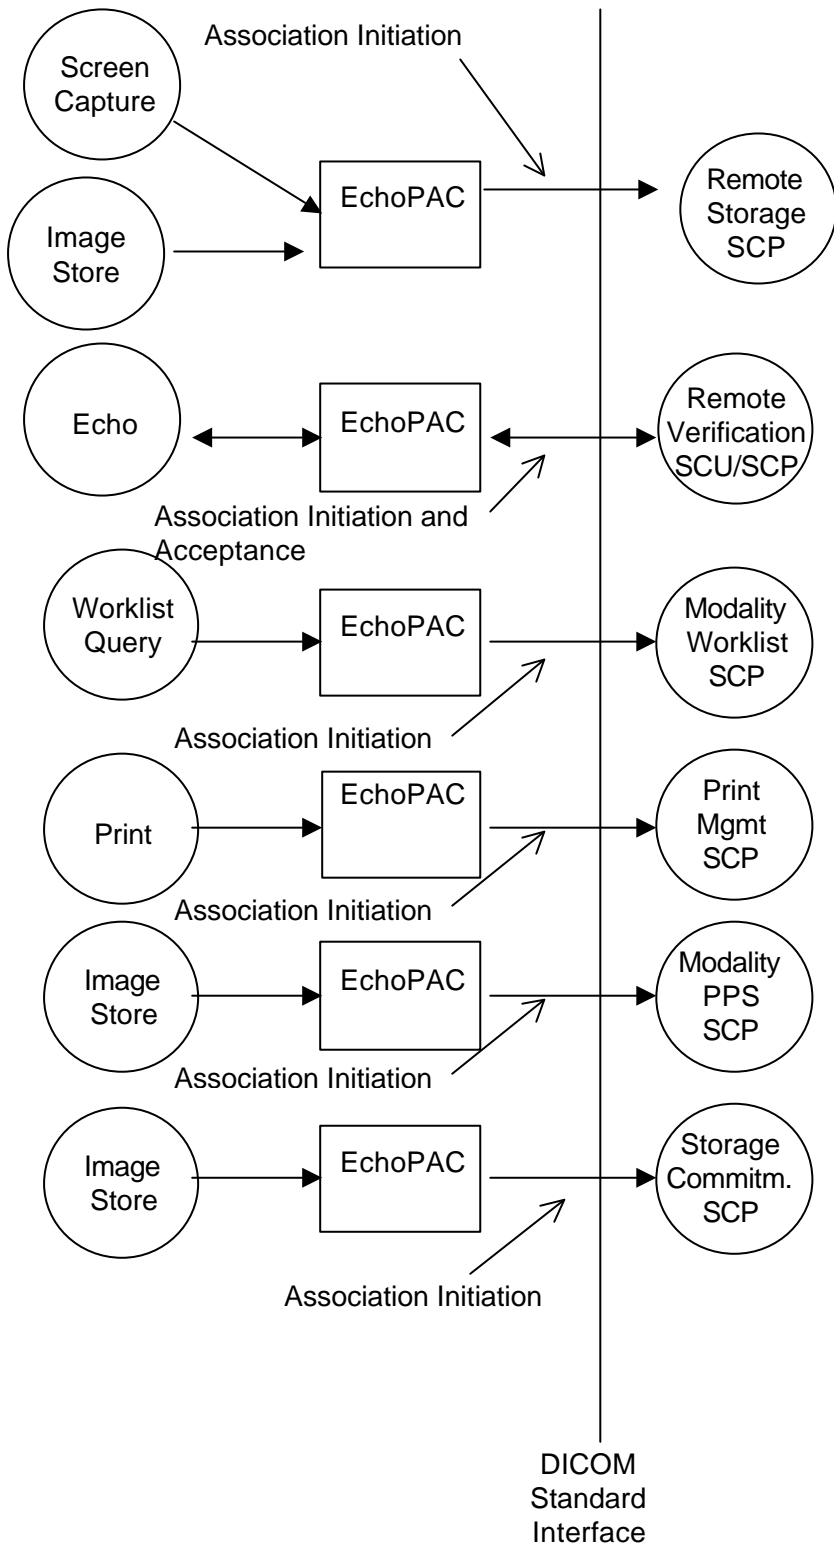 Association Initiation
Screen
Capture
EchoPAC
Remote
Storage
SCP
Image
Store
Echo
EchoPAC
Remote
Verification
SCU/SCP
Association Initiation and
Acceptance
Worklist
Query
EchoPAC
Modality
Worklist
SCP
Association Initiation
Print
EchoPAC
Print
Mgmt
SCP
Association Initiation
Image
Store
EchoPAC
Modality
PPS
SCP
Association Initiation
Image
Store
EchoPAC
Storage
Commitm.
SCP
Association Initiation
DICOM
Standard
Interface